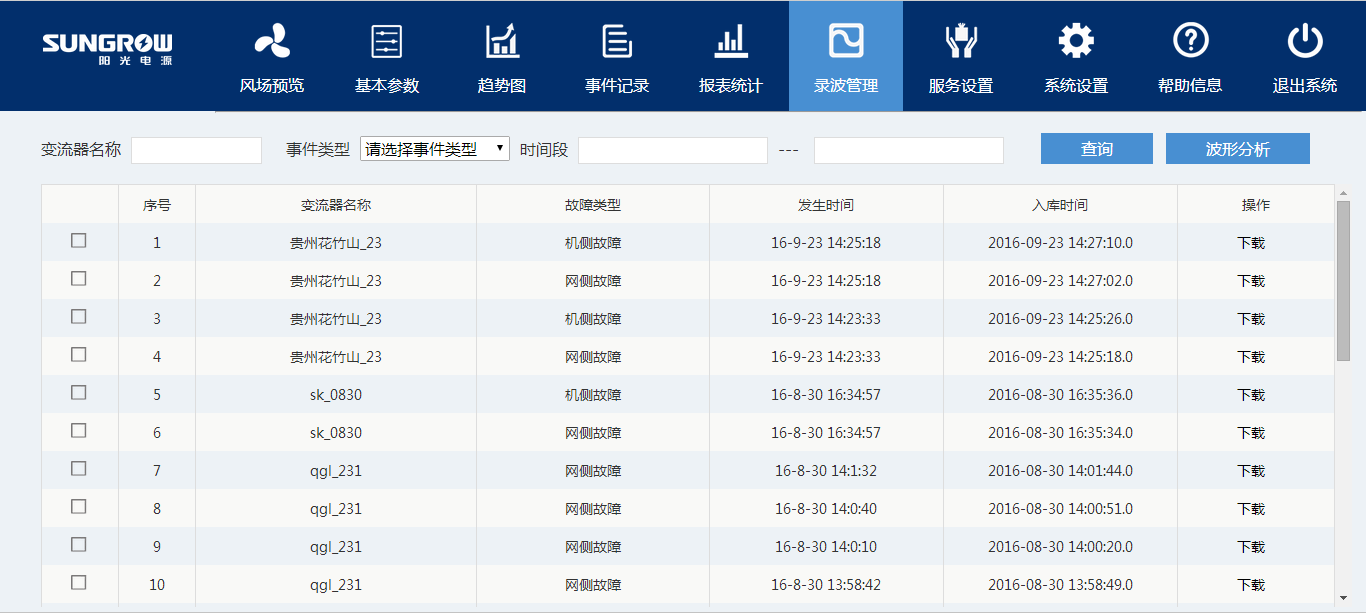 SUNGROW
阳光电源
风场预览 基本参数 趋势图 事件记录 报表统计 录波管理 服务设置 系统设置 帮助信息 退出系统
变流器名称 事件类型 请选择事件类型 时间段 --- 查询 波形分析
序号 变流器名称 故障类型 发生时间 入库时间 操作
1 贵州花竹山_23 机侧故障 16-9-23 14:25:18 2016-09-23 14:27:10.0 下载
2 贵州花竹山_23 网侧故障 16-9-23 14:25:18 2016-09-23 14:27:02.0 下载
3 贵州花竹山_23 机侧故障 16-9-23 14:23:33 2016-09-23 14:25:26.0 下载
4 贵州花竹山_23 网侧故障 16-9-23 14:23:33 2016-09-23 14:25:18.0 下载
5 sk_0830 机侧故障 16-8-30 16:34:57 2016-08-30 16:35:36.0 下载
6 sk_0830 网侧故障 16-8-30 16:34:57 2016-08-30 16:35:34.0 下载
7 qgl_231 网侧故障 16-8-30 14:1:32 2016-08-30 14:01:44.0 下载
8 qgl_231 网侧故障 16-8-30 14:0:40 2016-08-30 14:00:51.0 下载
9 qgl_231 网侧故障 16-8-30 14:0:10 2016-08-30 14:00:20.0 下载
10 qgl_231 网侧故障 16-8-30 13:58:42 2016-08-30 13:58:49.0 下载